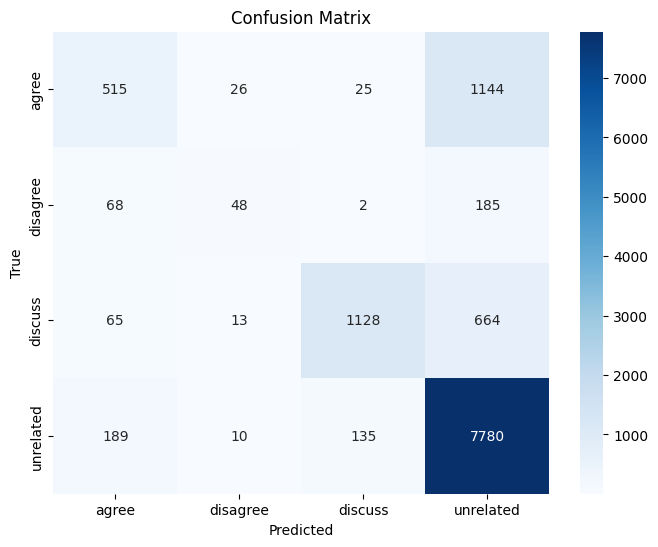 Confusion Matrix
True
agree
515 26 25 1144
disagree
68 48 2 185
discuss
65 13 1128 664
unrelated
189 10 135 7780
agree disagree discuss unrelated
Predicted
7000
6000
5000
4000
3000
2000
1000